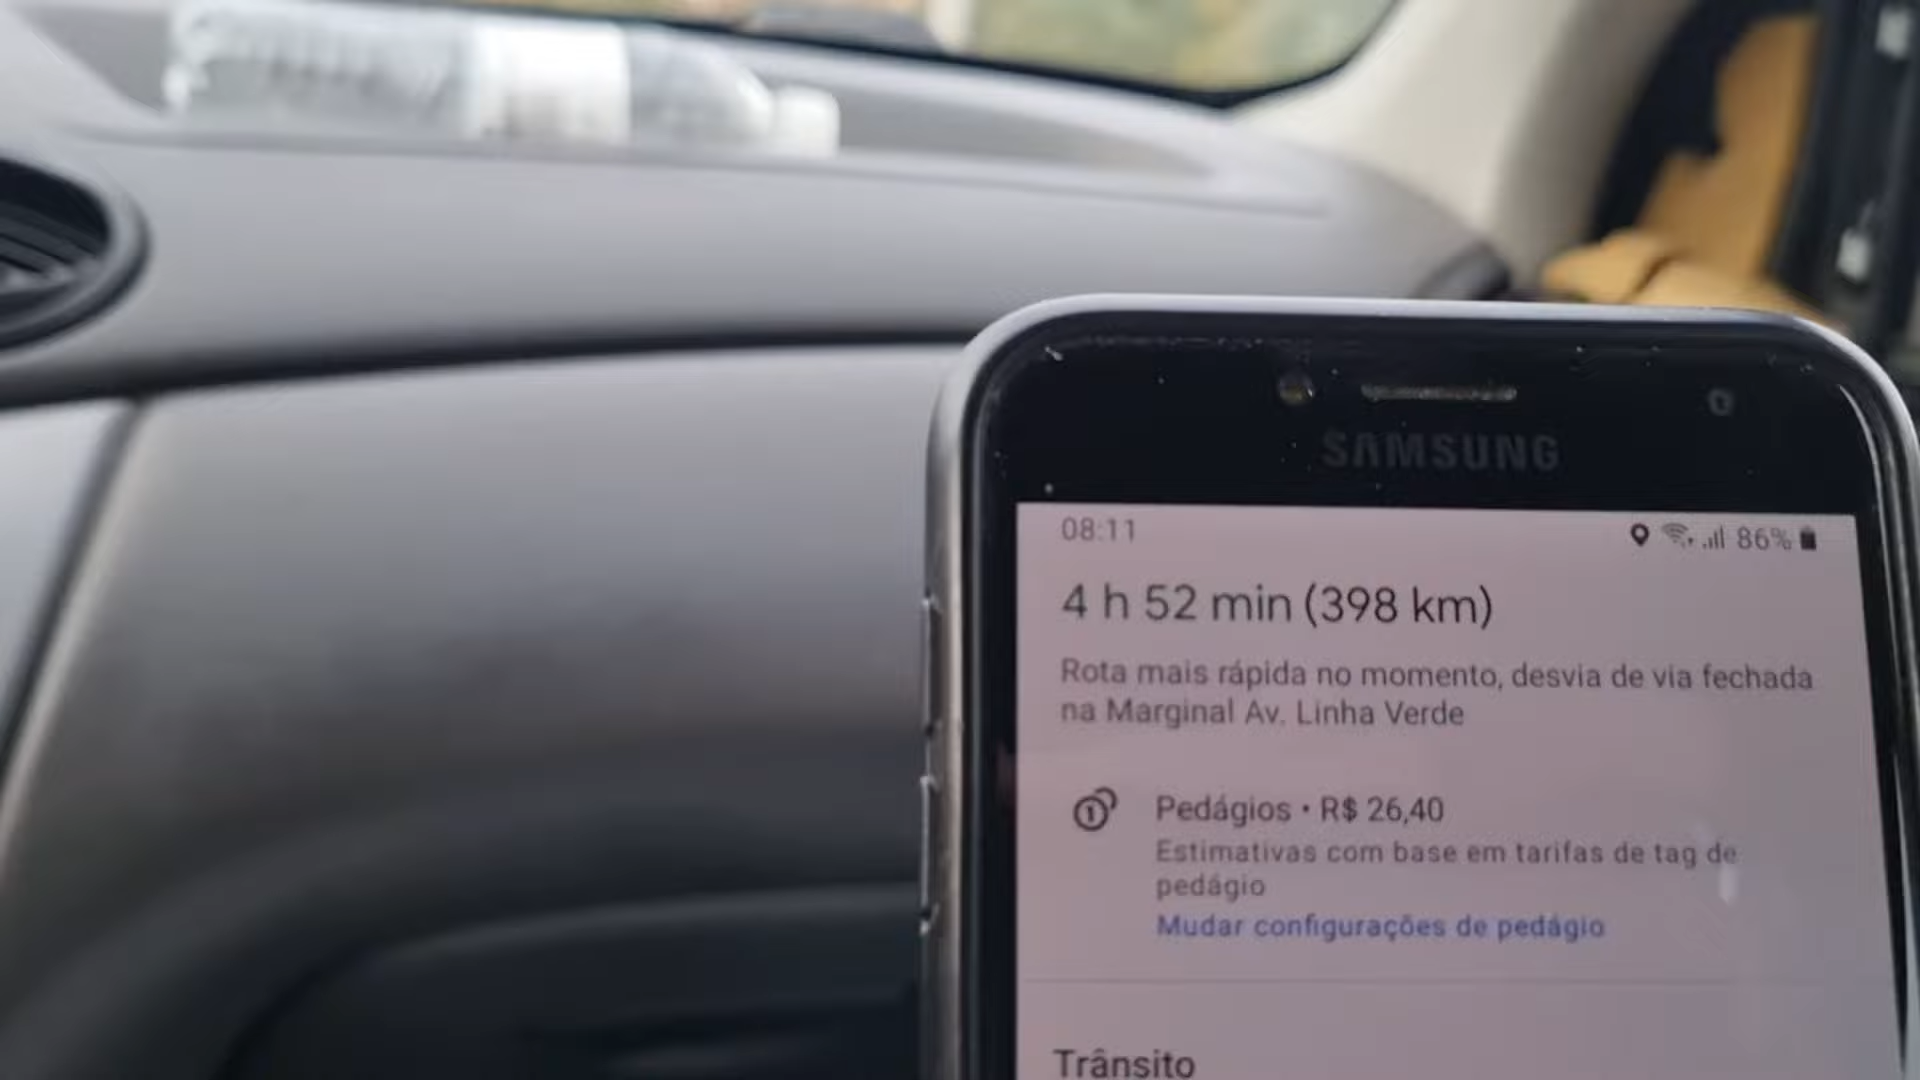 SAMSUNG
08:11 86%
4 h 52 min (398 km)
Rota mais rápida no momento, desvia de via fechada
na Marginal Av. Linha Verde
Pedágios • R$ 26,40
Estimativas com base em tarifas de tag de
pedágio
Mudar configurações de pedágio
Trânsito